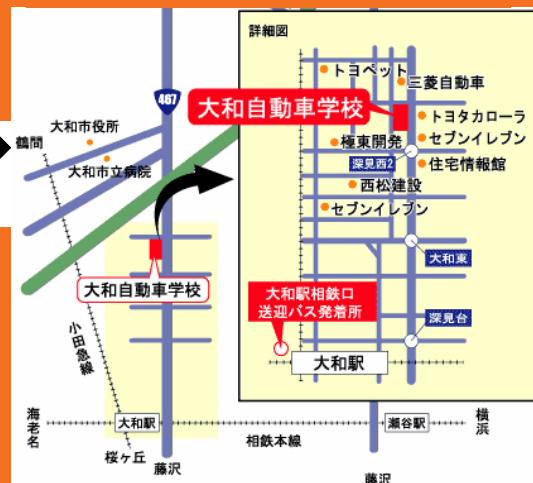 詳細図
トヨペット
三菱自動車
467
大和自動車学校
トヨタカローラ
大和市役所
鶴間
極東開発
セブンイレブン
深見西2
住宅情報館
大和市立病院
西松建設
セブンイレブン
大和東
大和自動車学校
大和駅相鉄口
送迎バス発着所
深見台
小田急線
大和駅
海老名
大和駅
相鉄本線
瀬谷駅
横浜
桜ヶ丘
藤沢
藤沢